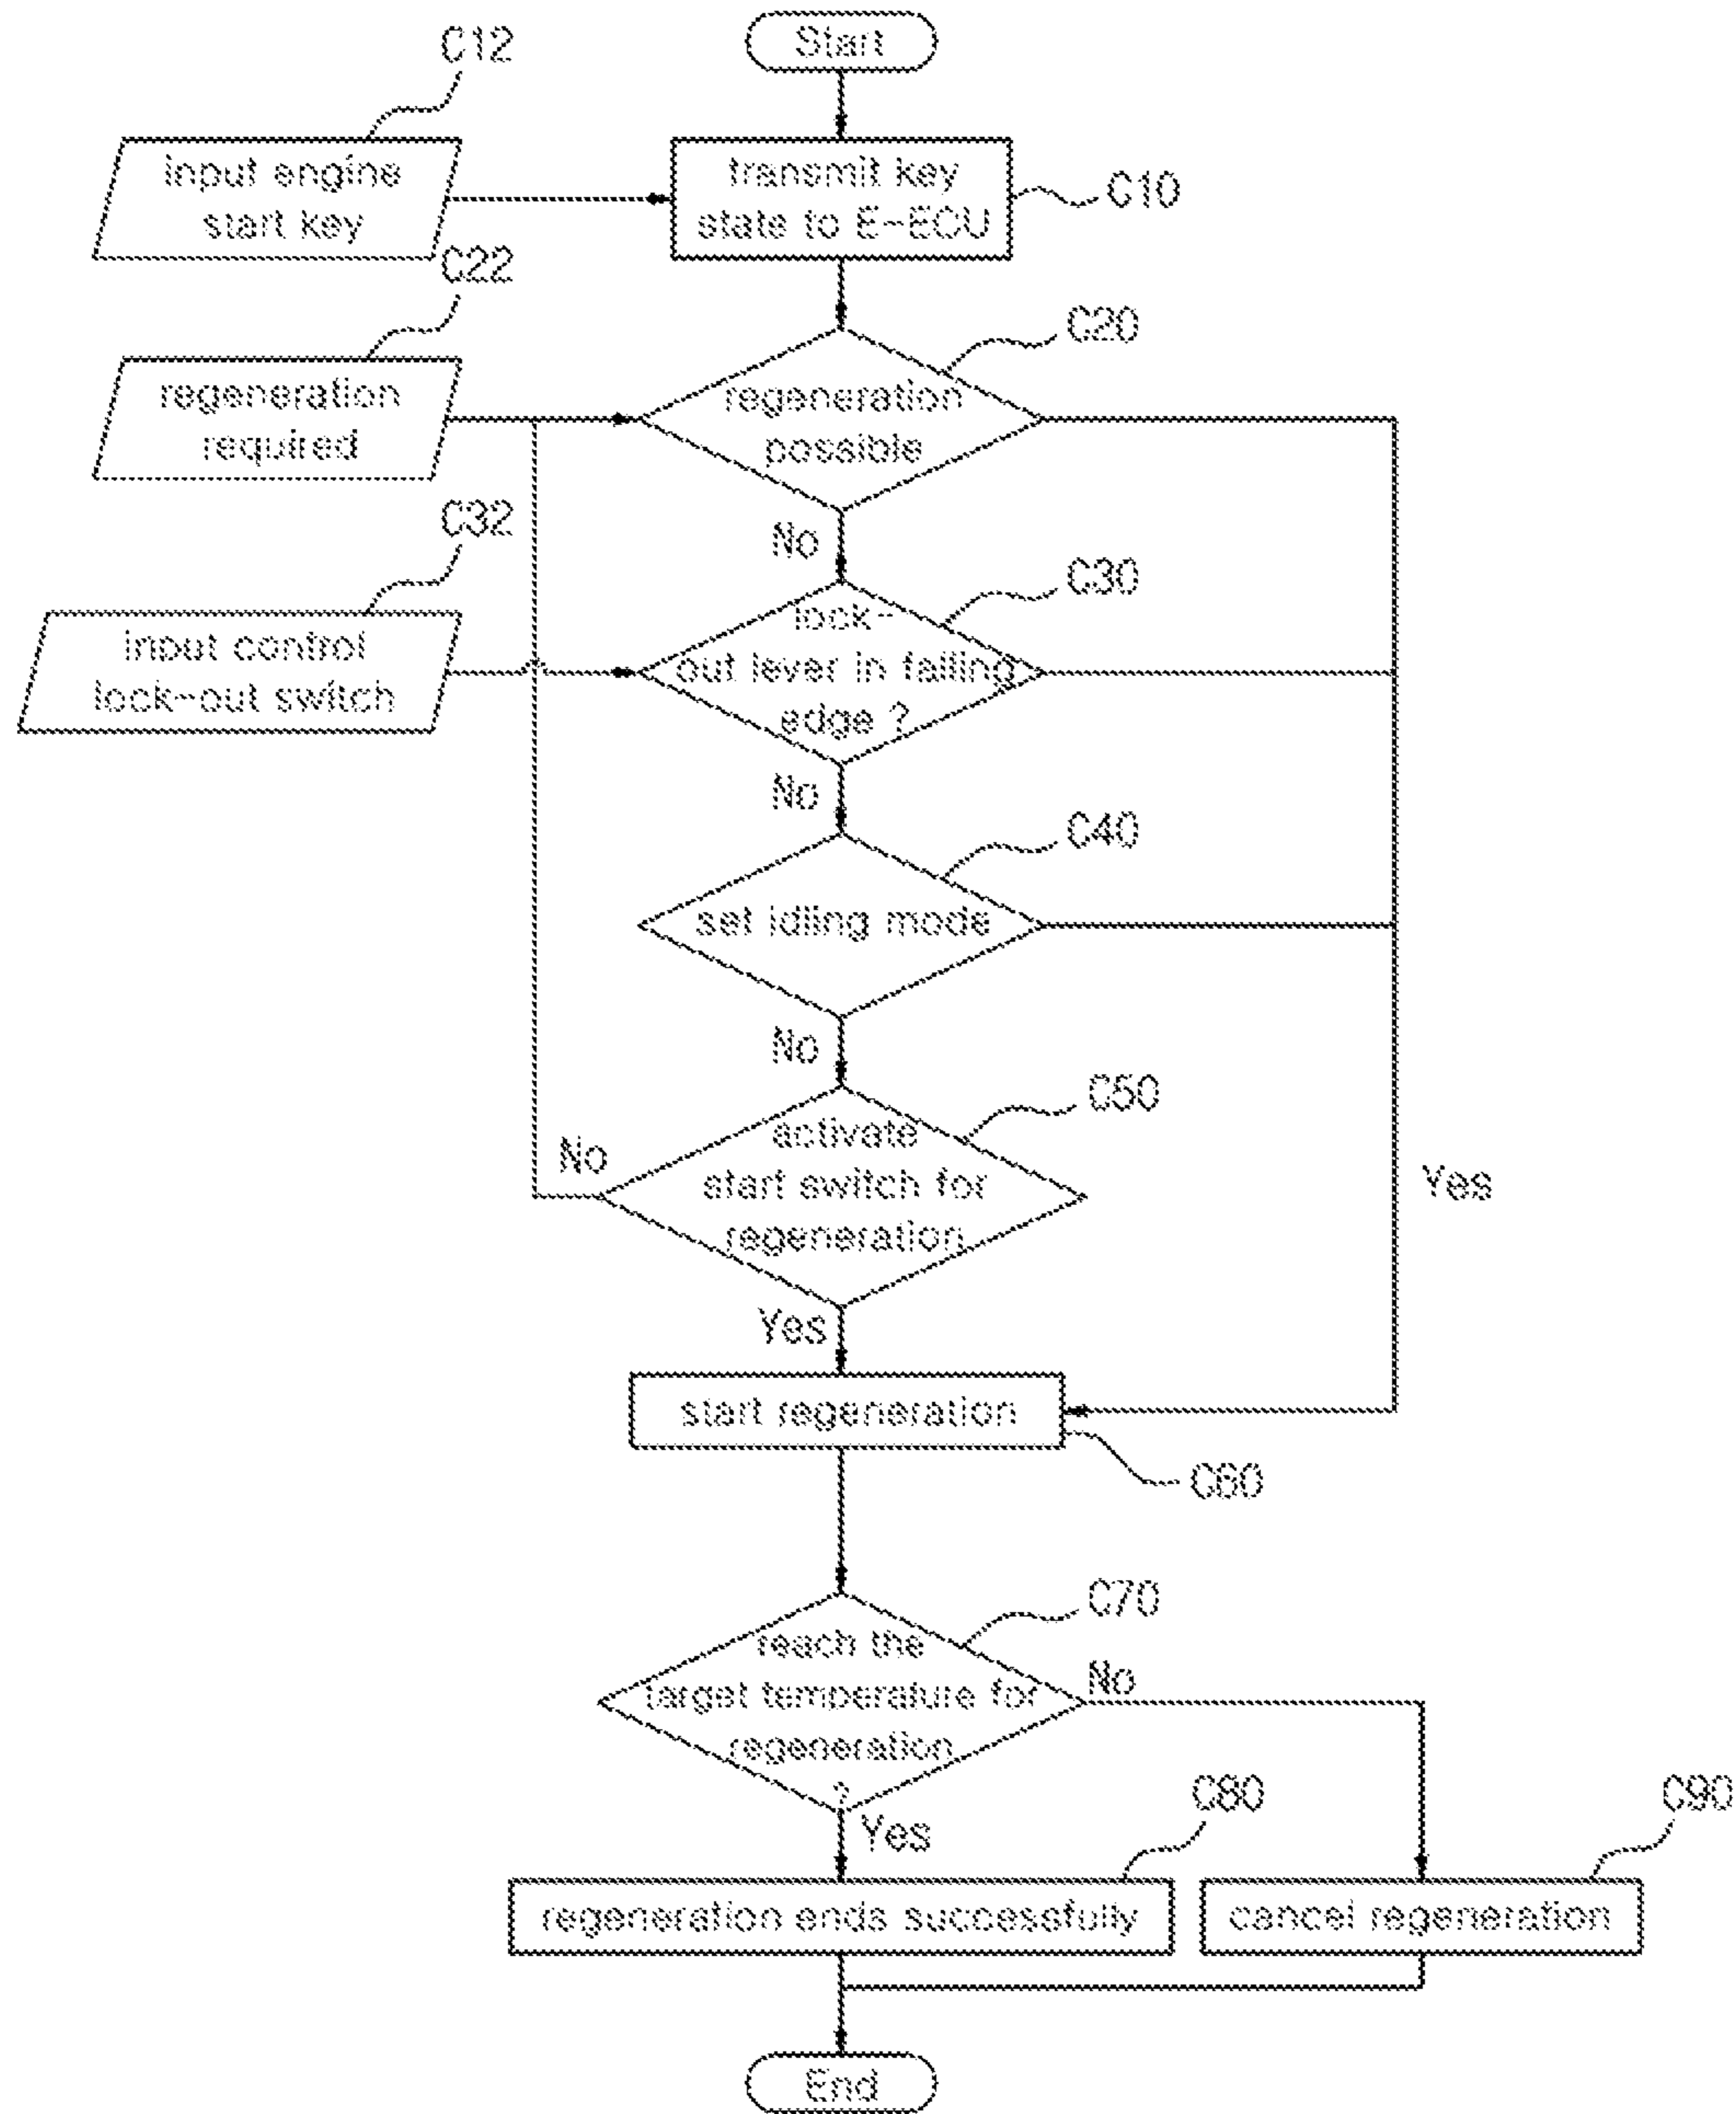 Start
C12
input engine
start key
transmit key
state to E-ECU
C10
C22
regeneration
required
C20
regeneration
possible
No
C32
input control
lock-out switch
C30
lock-
out lever in falling
edge ?
No
C40
set idling mode
No
C50
activate
start switch for
regeneration
No
Yes
Yes
start regeneration
C60
C70
reach the
target temperature for
regeneration
?
No
Yes
C80
regeneration ends successfully
C90
cancel regeneration
End